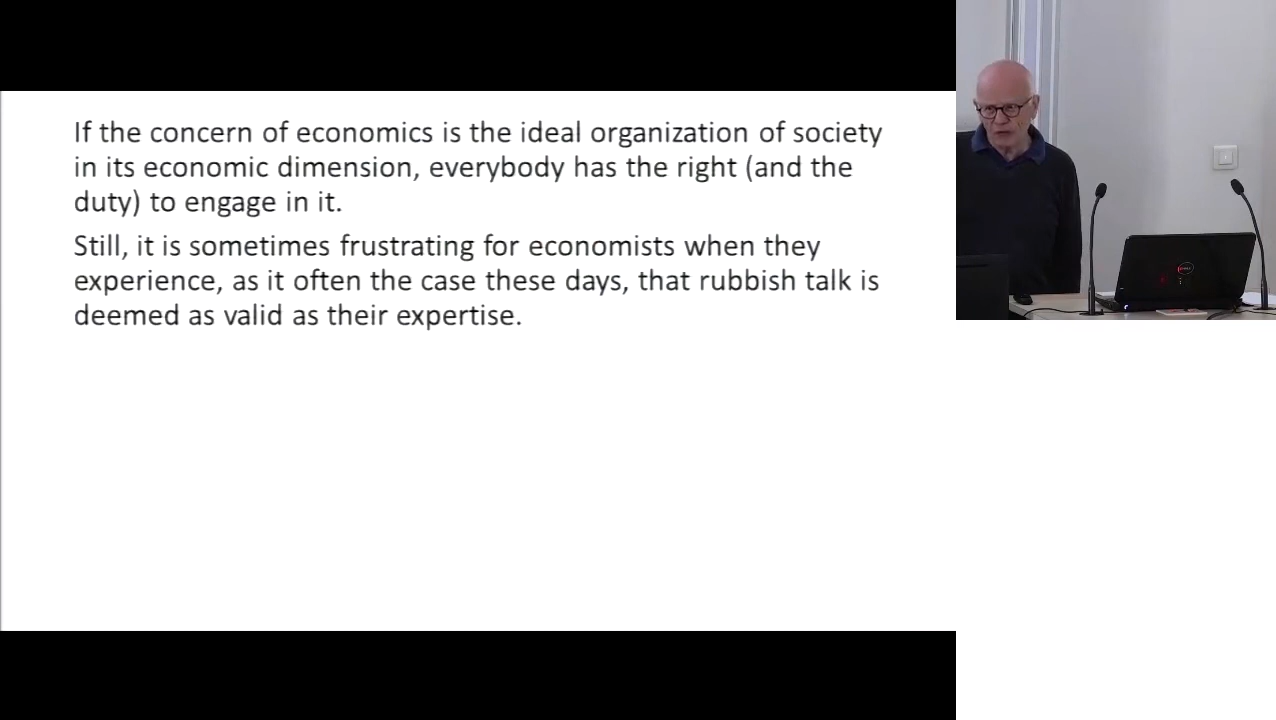 If the concern of economics is the ideal organization of society
in its economic dimension, everybody has the right (and the
duty) to engage in it.
Still, it is sometimes frustrating for economists when they
experience, as it often the case these days, that rubbish talk is
deemed as valid as their expertise.